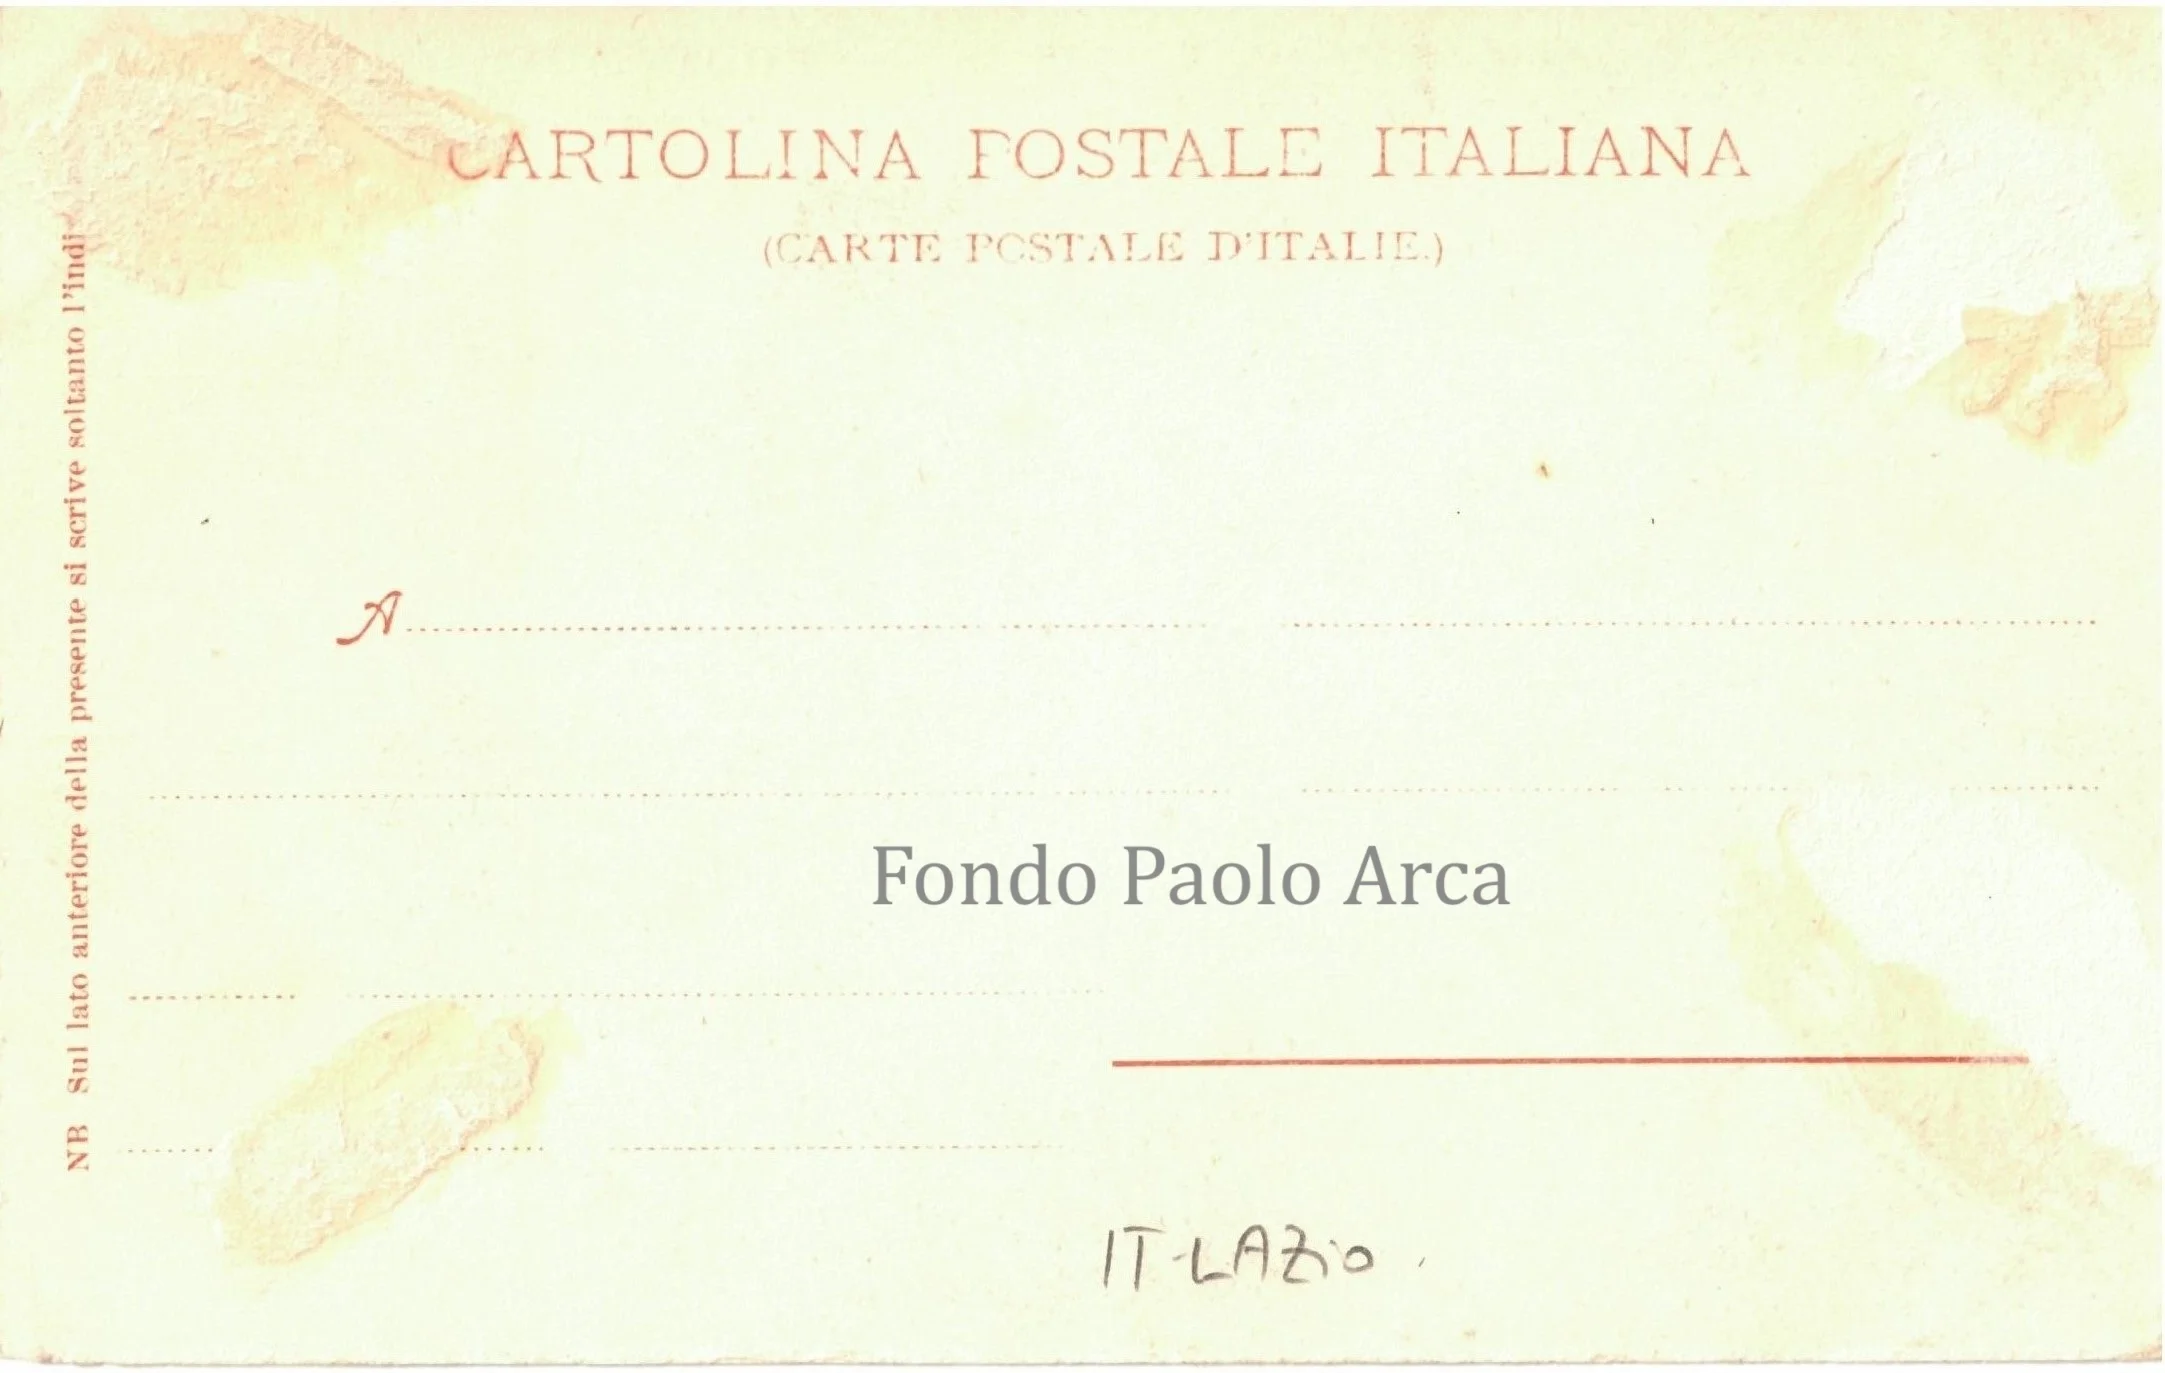 CARTOLINA POSTALE ITALIANA
(CARTE POSTALE D'ITALIE.)
NB Sul lato anteriore della presente si scrive soltanto l'indi
A
Fondo Paolo Arca
IT-LAZiO